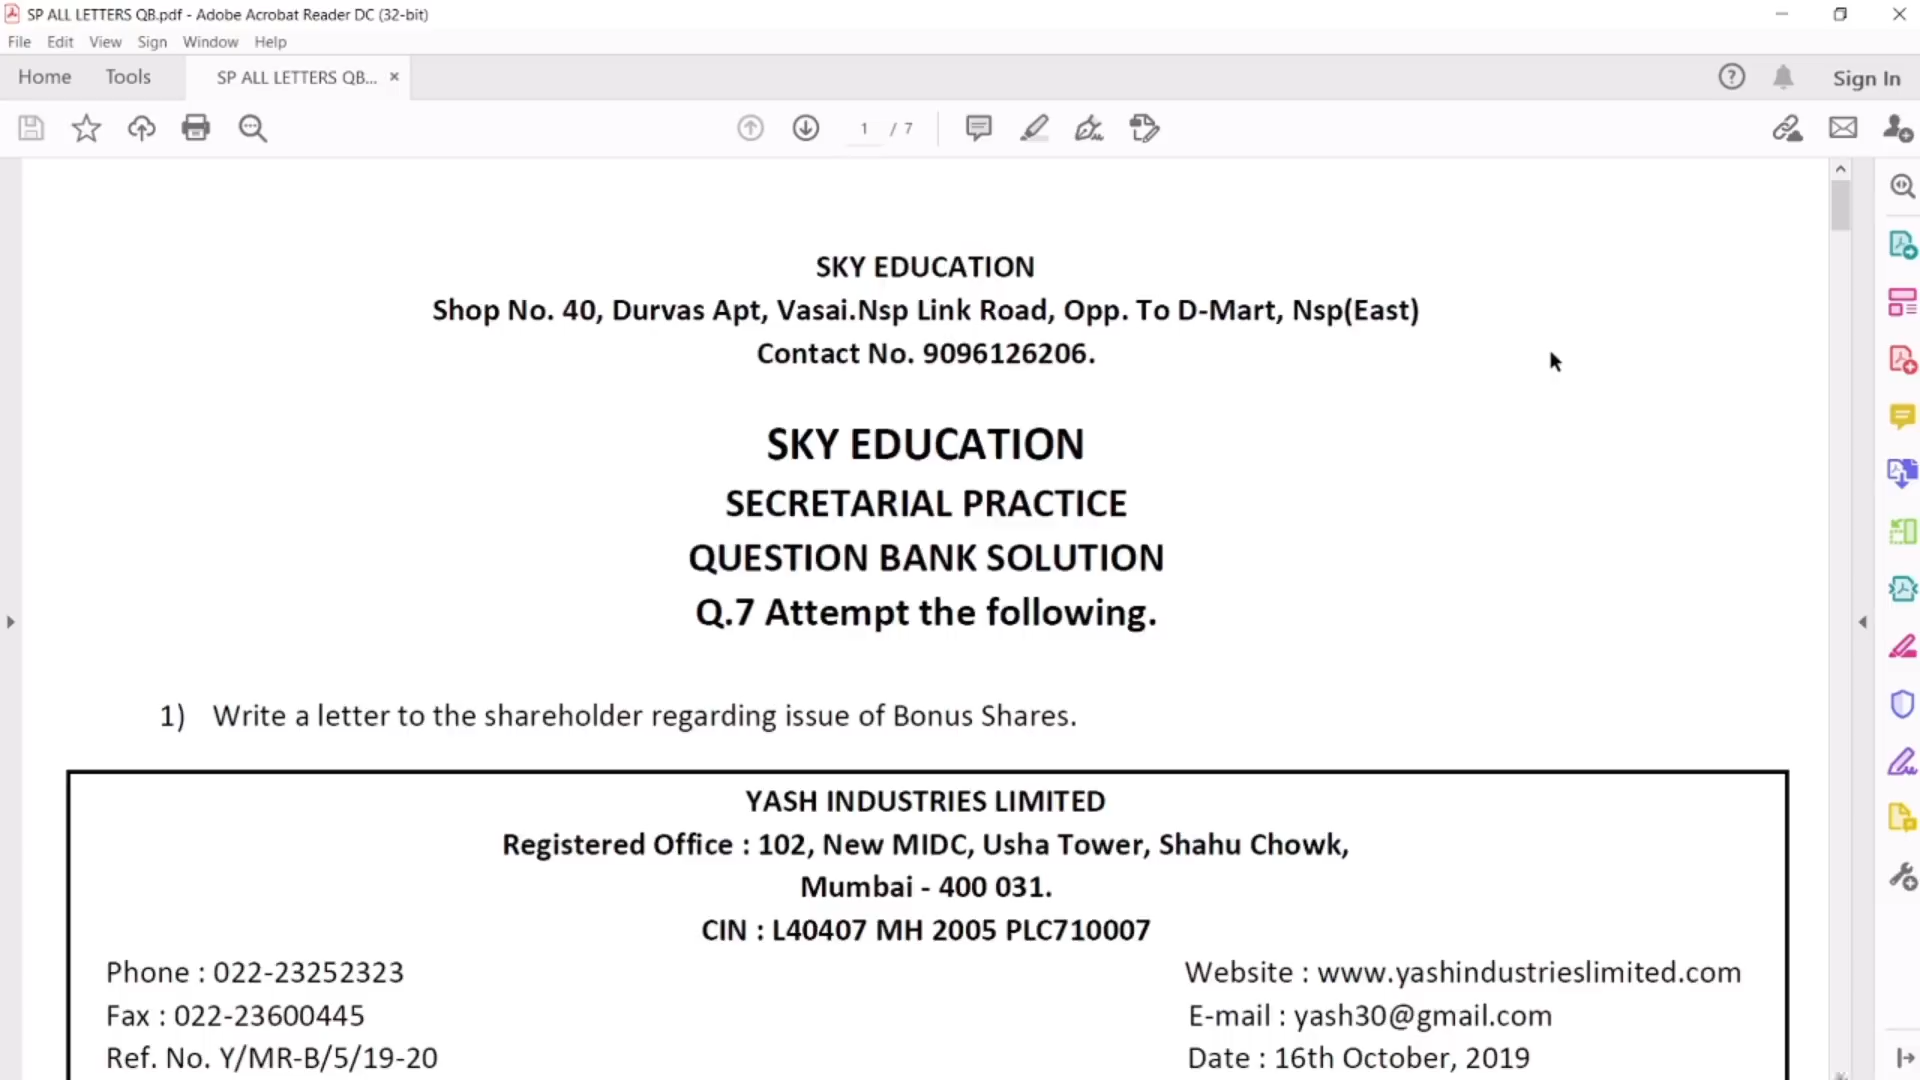 SP ALL LETTERS QB.pdf - Adobe Acrobat Reader DC (32-bit)
File Edit View Sign Window Help
Home Tools SP ALL LETTERS QB... × Sign In
1 / 7
SKY EDUCATION
Shop No. 40, Durvas Apt, Vasai.Nsp Link Road, Opp. To D-Mart, Nsp(East)
Contact No. 9096126206.
SKY EDUCATION
SECRETARIAL PRACTICE
QUESTION BANK SOLUTION
Q.7 Attempt the following.
1) Write a letter to the shareholder regarding issue of Bonus Shares.
YASH INDUSTRIES LIMITED
Registered Office : 102, New MIDC, Usha Tower, Shahu Chowk,
Mumbai - 400 031.
CIN : L40407 MH 2005 PLC710007
Phone : 022-23252323 Website : www.yashindustrieslimited.com
Fax : 022-23600445 E-mail : yash30@gmail.com
Ref. No. Y/MR-B/5/19-20 Date : 16th October, 2019